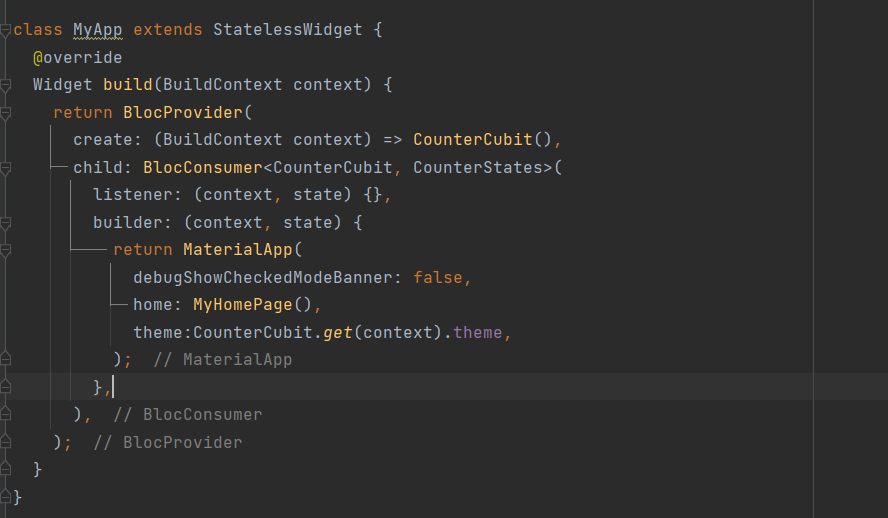 class MyApp extends StatelessWidget {
  @override
  Widget build(BuildContext context) {
    return BlocProvider(
      create: (BuildContext context) => CounterCubit(),
      child: BlocConsumer<CounterCubit, CounterStates>(
        listener: (context, state) {},
        builder: (context, state) {
          return MaterialApp(
            debugShowCheckedModeBanner: false,
            home: MyHomePage(),
            theme:CounterCubit.get(context).theme,
          );  // MaterialApp
        },
      ),  // BlocConsumer
    );  // BlocProvider
  }
}